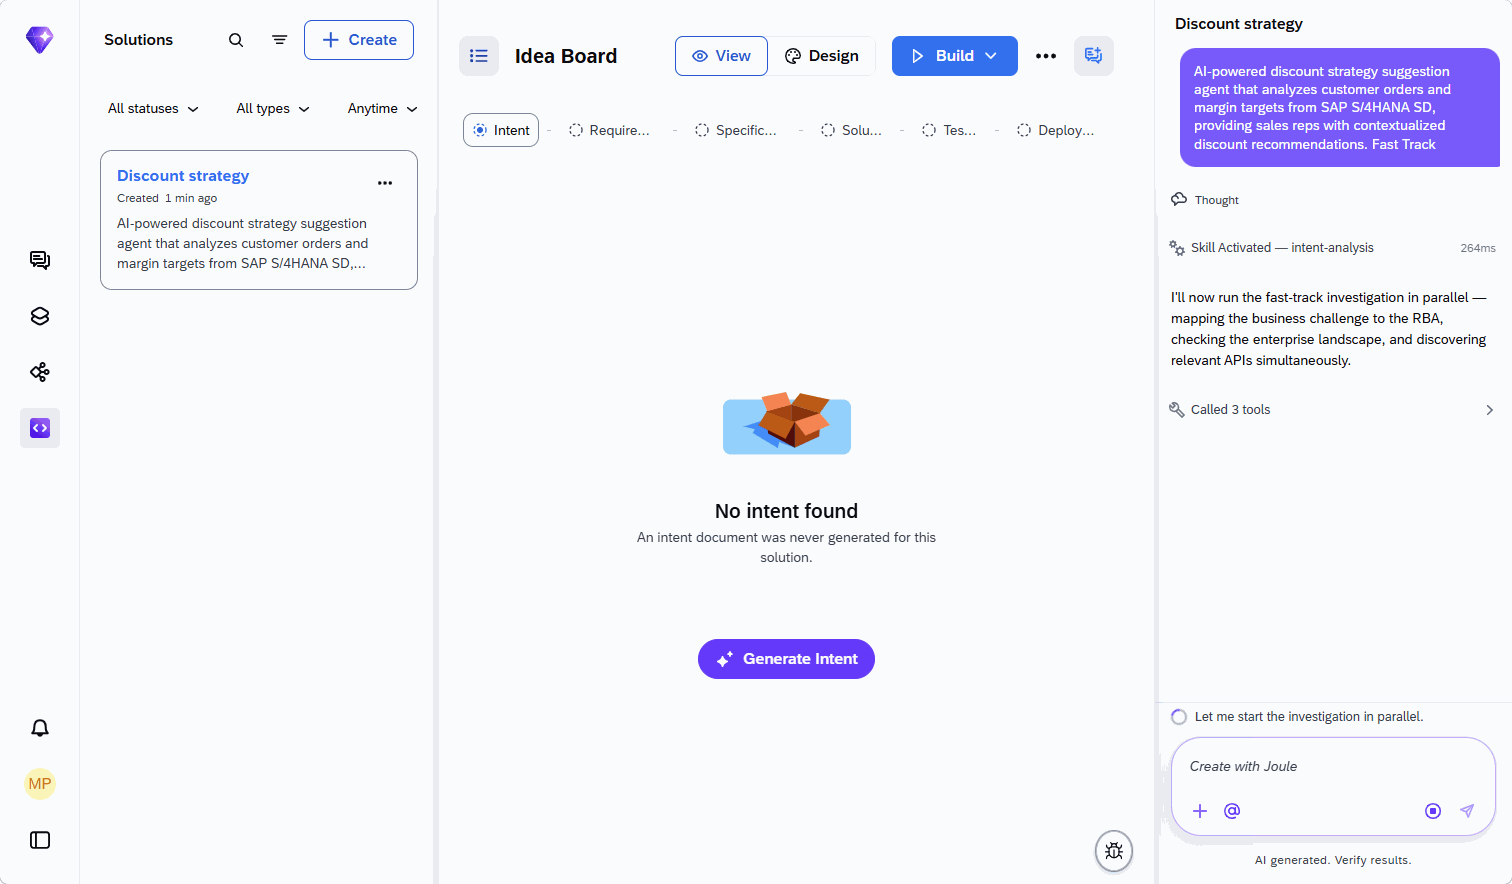 Solutions
Create
All statuses
All types
Anytime
Discount strategy
Created 1 min ago
AI-powered discount strategy suggestion
agent that analyzes customer orders and
margin targets from SAP S/4HANA SD,...
MP
Idea Board
View
Design
Build
Intent
Require...
Specific...
Solu...
Tes...
Deploy...
No intent found
An intent document was never generated for this
solution.
Generate Intent
Discount strategy
AI-powered discount strategy suggestion
agent that analyzes customer orders and
margin targets from SAP S/4HANA SD,
providing sales reps with contextualized
discount recommendations. Fast Track
Thought
Skill Activated — intent-analysis 264ms
I'll now run the fast-track investigation in parallel —
mapping the business challenge to the RBA,
checking the enterprise landscape, and discovering
relevant APIs simultaneously.
Called 3 tools
Let me start the investigation in parallel.
Create with Joule
AI generated. Verify results.